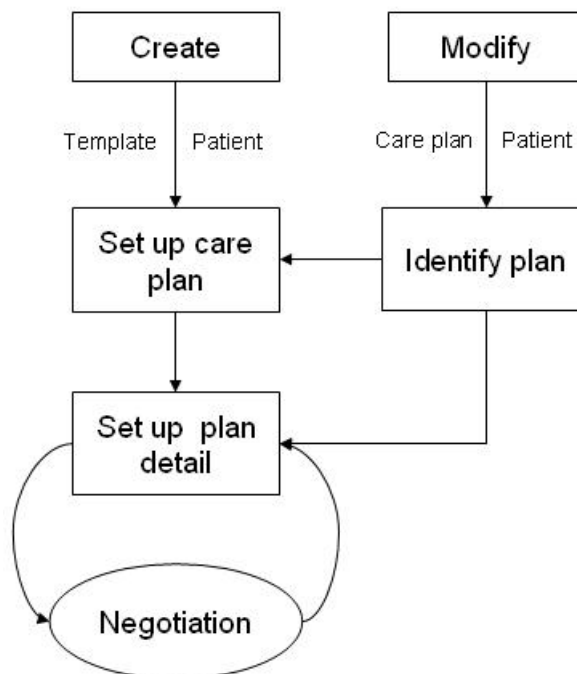 Create
Modify
Template
Patient
Care plan
Patient
Set up care
plan
Identify plan
Set up plan
detail
Negotiation